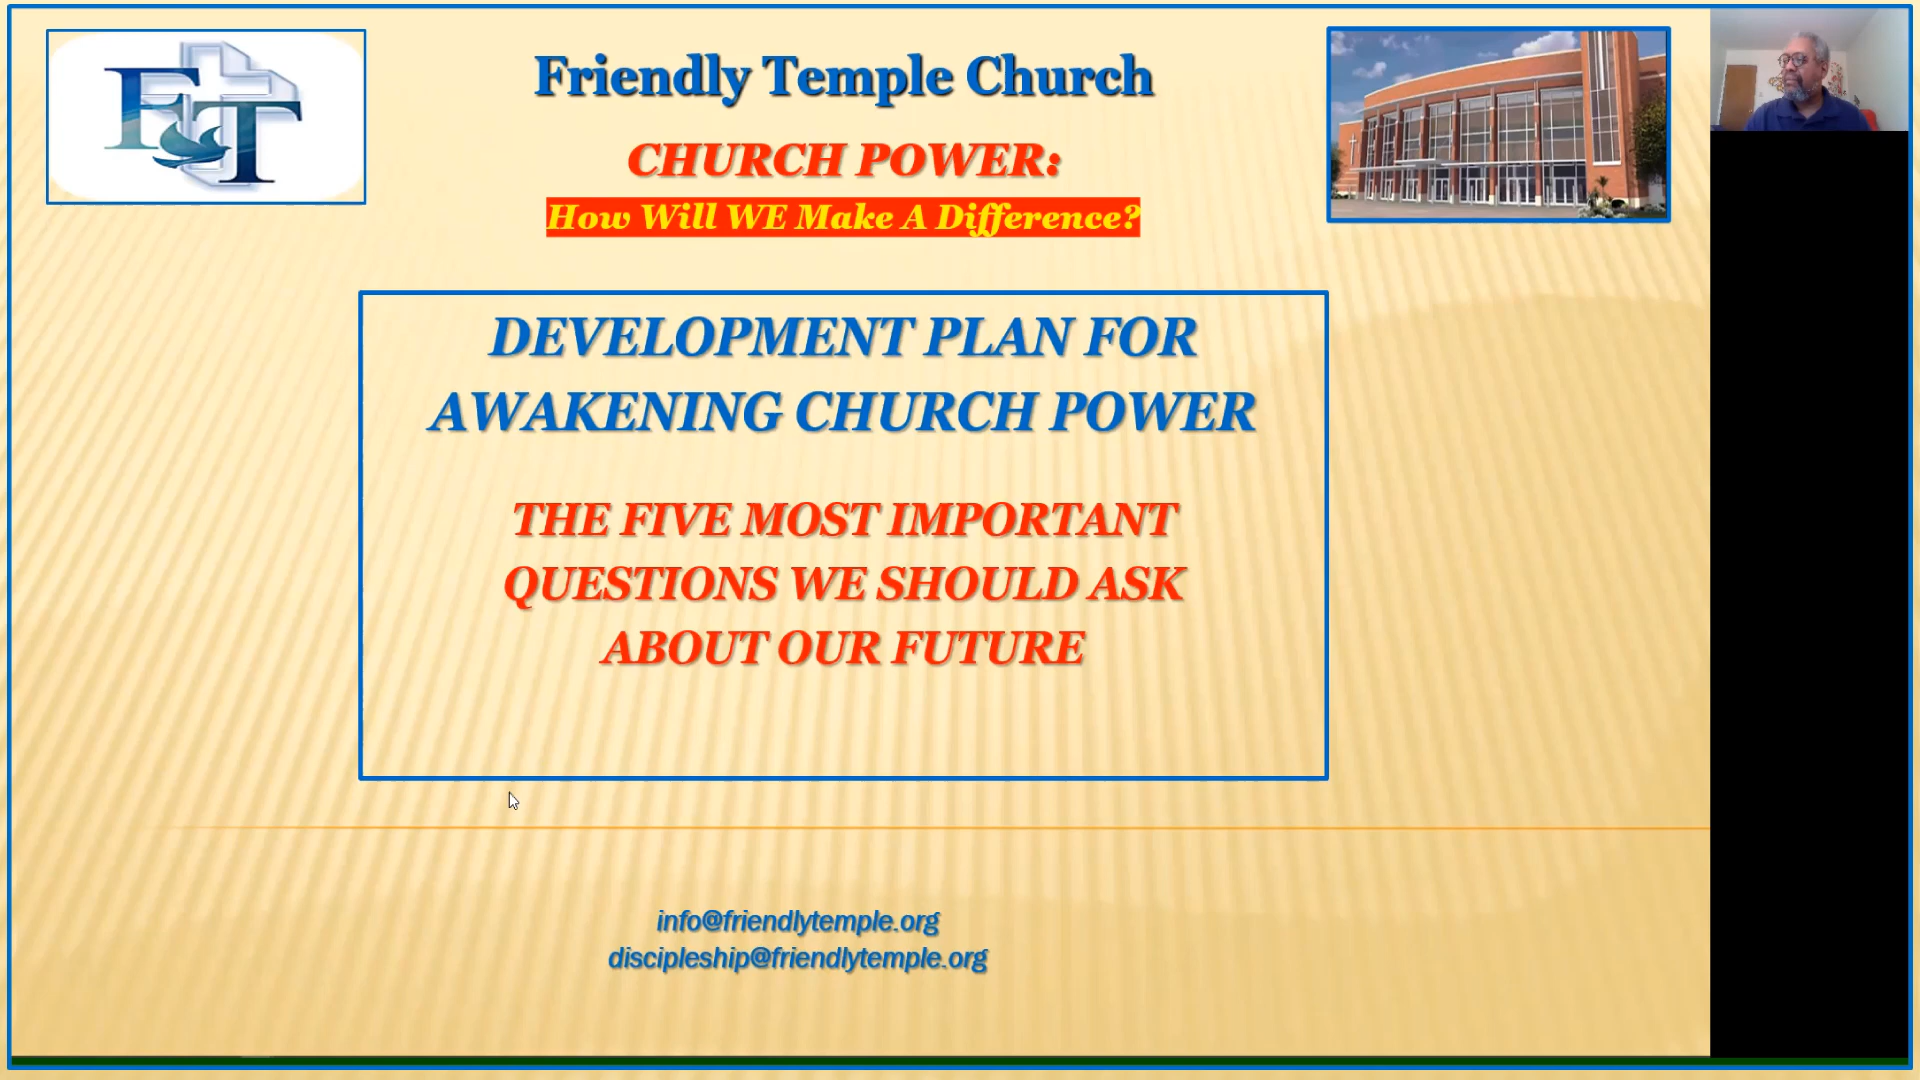 F&T
Friendly Temple Church
CHURCH POWER:
How Will WE Make A Difference?
DEVELOPMENT PLAN FOR
AWAKENING CHURCH POWER
THE FIVE MOST IMPORTANT
QUESTIONS WE SHOULD ASK
ABOUT OUR FUTURE
info@friendlytemple.org
discipleship@friendlytemple.org